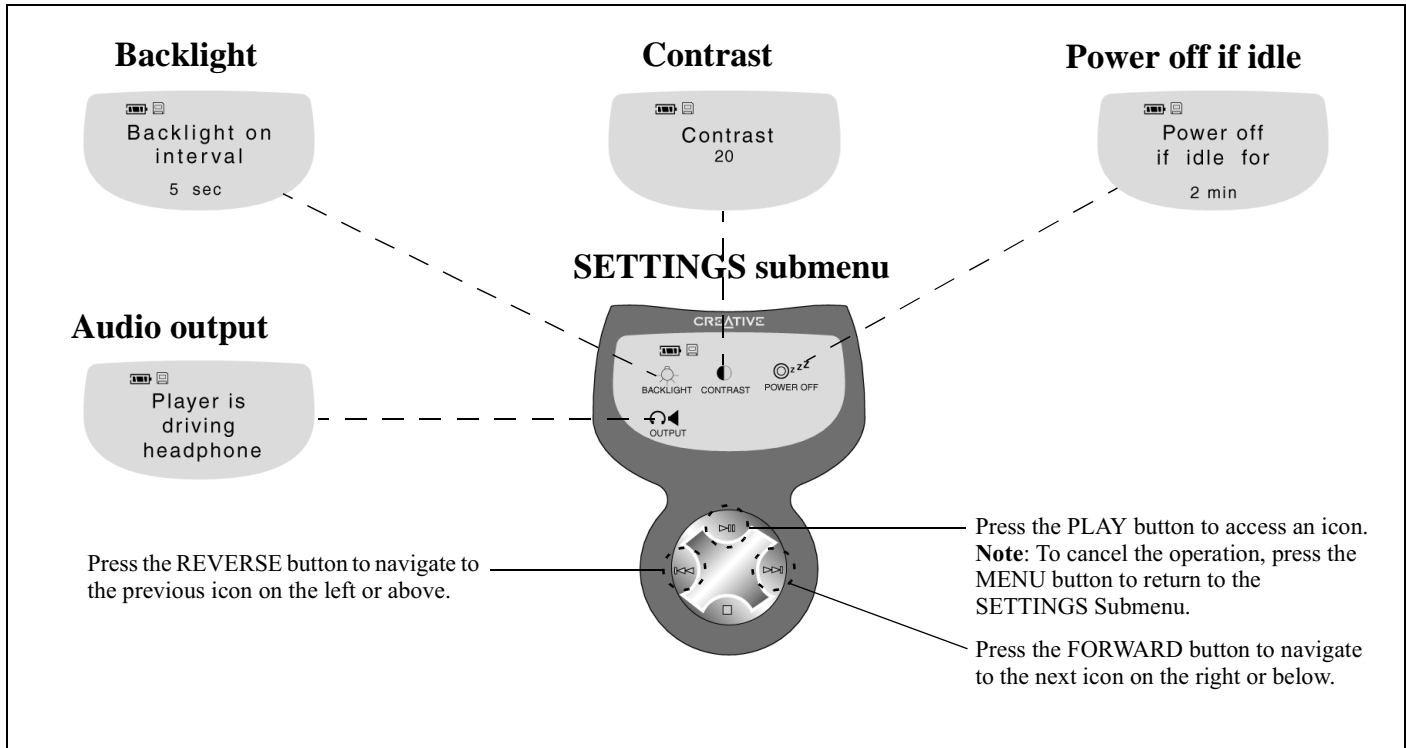 Backlight
Backlight on
interval
5 sec
Contrast
Contrast
20
Power off if idle
Power off
if idle for
2 min
SETTINGS submenu
Audio output
Player is
driving
headphone
CREATIVE
BACKLIGHT
CONTRAST
zzZ
POWER OFF
OUTPUT
Press the REVERSE button to navigate to
the previous icon on the left or above.
Press the PLAY button to access an icon.
Note: To cancel the operation, press the
MENU button to return to the
SETTINGS Submenu.
Press the FORWARD button to navigate
to the next icon on the right or below.